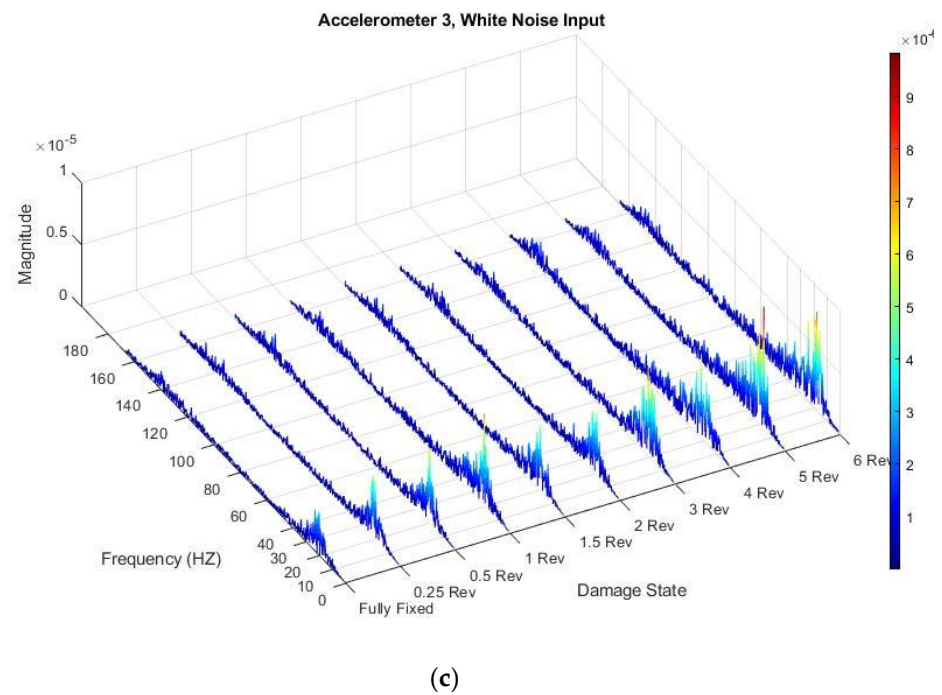 Accelerometer 3, White Noise Input
×10-5
1
0.5
0
Magnitude
180
160
140
120
100
80
60
40
30
20
10
0
Frequency (HZ)
Fully Fixed
0.25 Rev
0.5 Rev
1 Rev
1.5 Rev
2 Rev
3 Rev
4 Rev
5 Rev
6 Rev
Damage State
×10-6
9
8
7
6
5
4
3
2
1
(c)